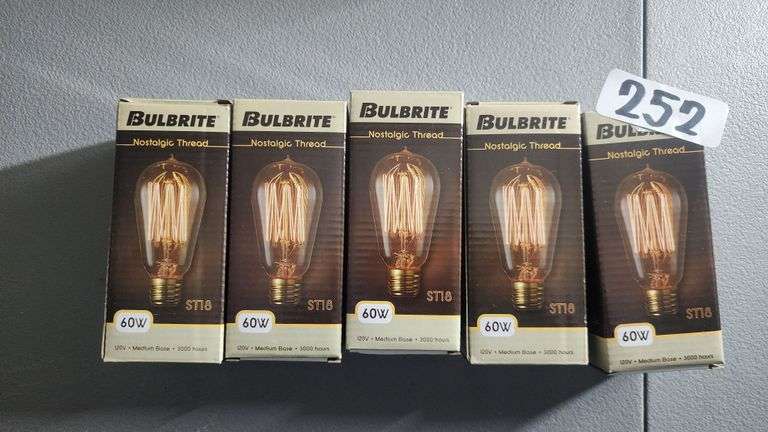 BULBRITE
Nostalgic Thread
ST18
60W
120V • Medium Base • 3000 hours
BULBRITE
Nostalgic Thread
ST18
60W
120V • Medium Base • 3000 hours
BULBRITE
Nostalgic Thread
ST18
60W
120V • Medium Base • 3000 hours
BULBRITE
Nostalgic Thread
ST18
60W
120V • Medium Base • 3000 hours
252
BULBRITE
Nostalgic Thread
ST18
60W
120V • Medium Base • 3000 hours